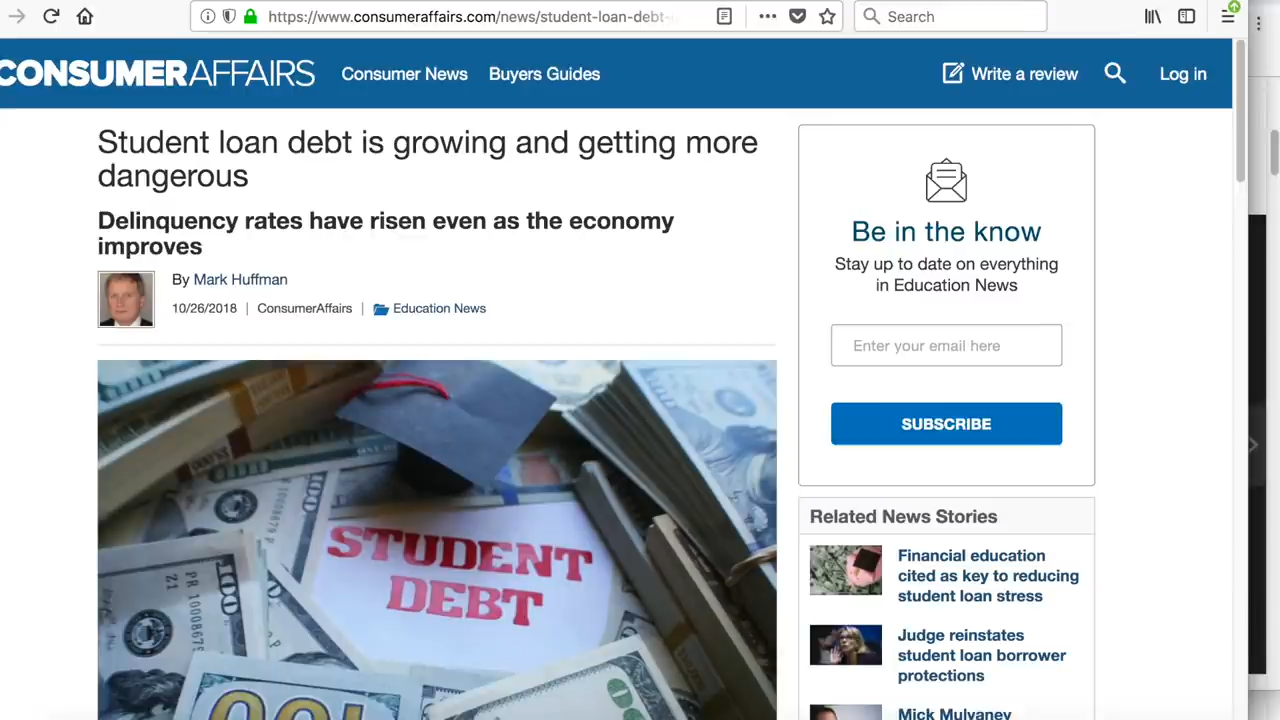 https://www.consumeraffairs.com/news/student-loan-debt-
Search
CONSUMERAFFAIRS
Consumer News
Buyers Guides
Write a review
Log in
Student loan debt is growing and getting more
dangerous
Delinquency rates have risen even as the economy
improves
By Mark Huffman
10/26/2018 | ConsumerAffairs | Education News
STUDENT
DEBT
100
Be in the know
Stay up to date on everything
in Education News
Enter your email here
SUBSCRIBE
Related News Stories
Financial education
cited as key to reducing
student loan stress
Judge reinstates
student loan borrower
protections
Mick Mulvaney